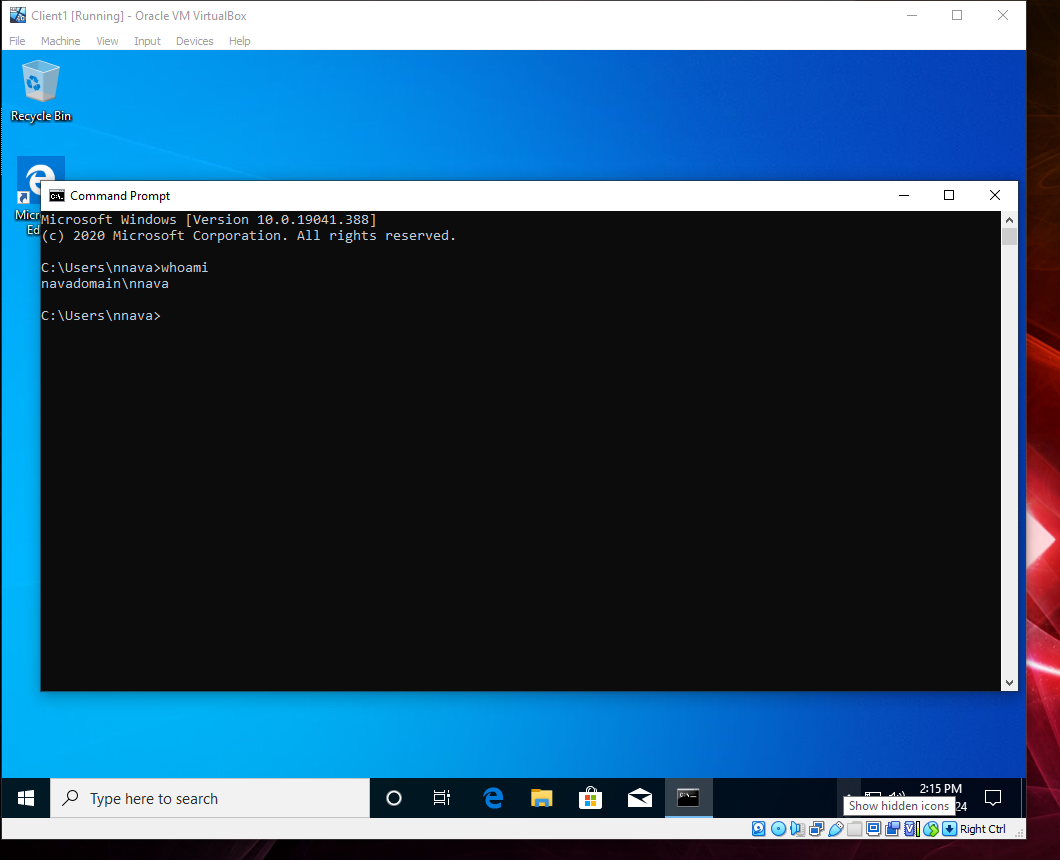 Client1 [Running] - Oracle VM VirtualBox
File Machine View Input Devices Help
Recycle Bin
Micr
Ed
Command Prompt
Microsoft Windows [Version 10.0.19041.388]
(c) 2020 Microsoft Corporation. All rights reserved.
C:\Users\nnava>whoami
navadomain\nnava
C:\Users\nnava>
Type here to search
2:15 PM
24
Show hidden icons
Right Ctrl